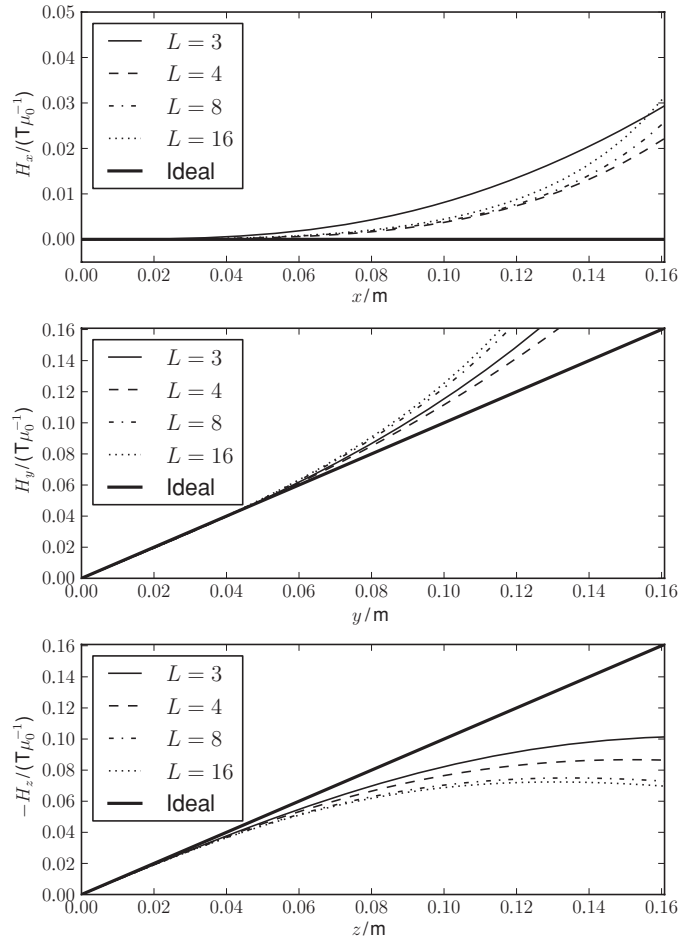 0.05
0.04
0.03
0.02
0.01
0.00
H_x/(Tμ_0^{-1})
L = 3
L = 4
L = 8
L = 16
Ideal
0.00 0.02 0.04 0.06 0.08 0.10 0.12 0.14 0.16
x/m
0.16
0.14
0.12
0.10
0.08
0.06
0.04
0.02
0.00
H_y/(Tμ_0^{-1})
L = 3
L = 4
L = 8
L = 16
Ideal
0.00 0.02 0.04 0.06 0.08 0.10 0.12 0.14 0.16
y/m
0.16
0.14
0.12
0.10
0.08
0.06
0.04
0.02
0.00
−H_z/(Tμ_0^{-1})
L = 3
L = 4
L = 8
L = 16
Ideal
0.00 0.02 0.04 0.06 0.08 0.10 0.12 0.14 0.16
z/m